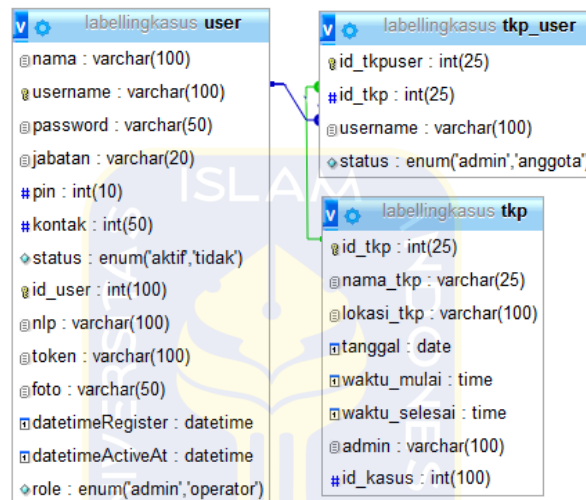 labellingkasus user
nama : varchar(100)
username : varchar(100)
password : varchar(50)
jabatan : varchar(20)
pin : int(10)
kontak : int(50)
status : enum('aktif','tidak')
id_user : int(100)
nlp : varchar(100)
token : varchar(100)
foto : varchar(50)
datetimeRegister : datetime
datetimeActiveAt : datetime
role : enum('admin','operator')
labellingkasus tkp_user
id_tkpuser : int(25)
id_tkp : int(25)
username : varchar(100)
status : enum('admin','anggota')
labellingkasus tkp
id_tkp : int(25)
nama_tkp : varchar(25)
lokasi_tkp : varchar(100)
tanggal : date
waktu_mulai : time
waktu_selesai : time
admin : varchar(100)
id_kasus : int(100)
ISLAM